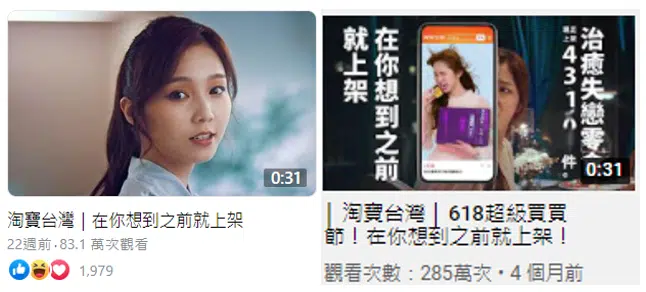 0:31
淘寶台灣 | 在你想到之前就上架
22週前·83.1 萬次觀看
1,979
在你想到之前
就上架
治癒失戀零
4310
件。
0:31
| 淘寶台灣 | 618超級買買
節！在你想到之前就上架！
觀看次數：285萬次·4 個月前